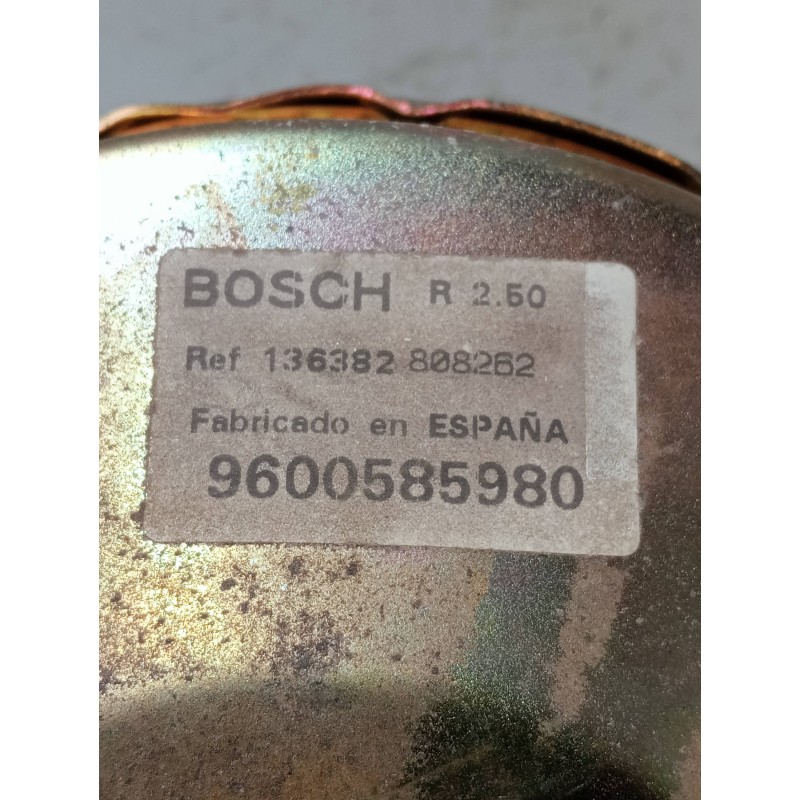 BOSCH R 2.50
Ref 136382 808262
Fabricado en ESPAÑA
9600585980